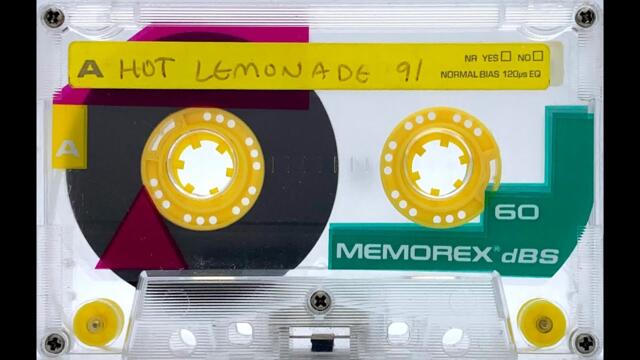 A HOT LEMONADE 91
NR YES NO
NORMAL BIAS 120µs EQ
A
60
MEMOREX® dBS